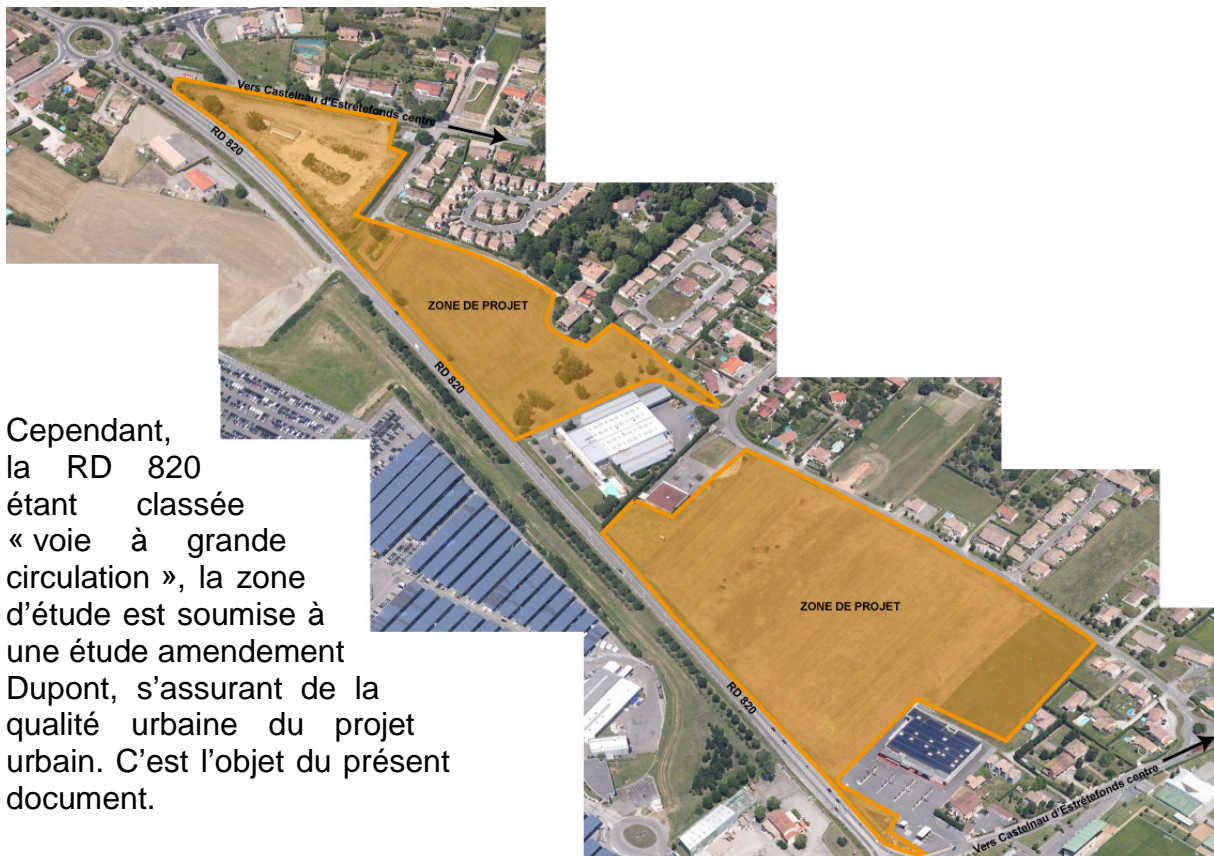 Vers Castelnau d'Estrétefonds centre
RD 820
ZONE DE PROJET
RD 820
Cependant,
la RD 820
étant classée
« voie à grande
circulation », la zone
d'étude est soumise à
une étude amendement
Dupont, s'assurant de la
qualité urbaine du projet
urbain. C'est l'objet du présent
document.
ZONE DE PROJET
RD 820
Vers Castelnau d'Estrétefonds centre